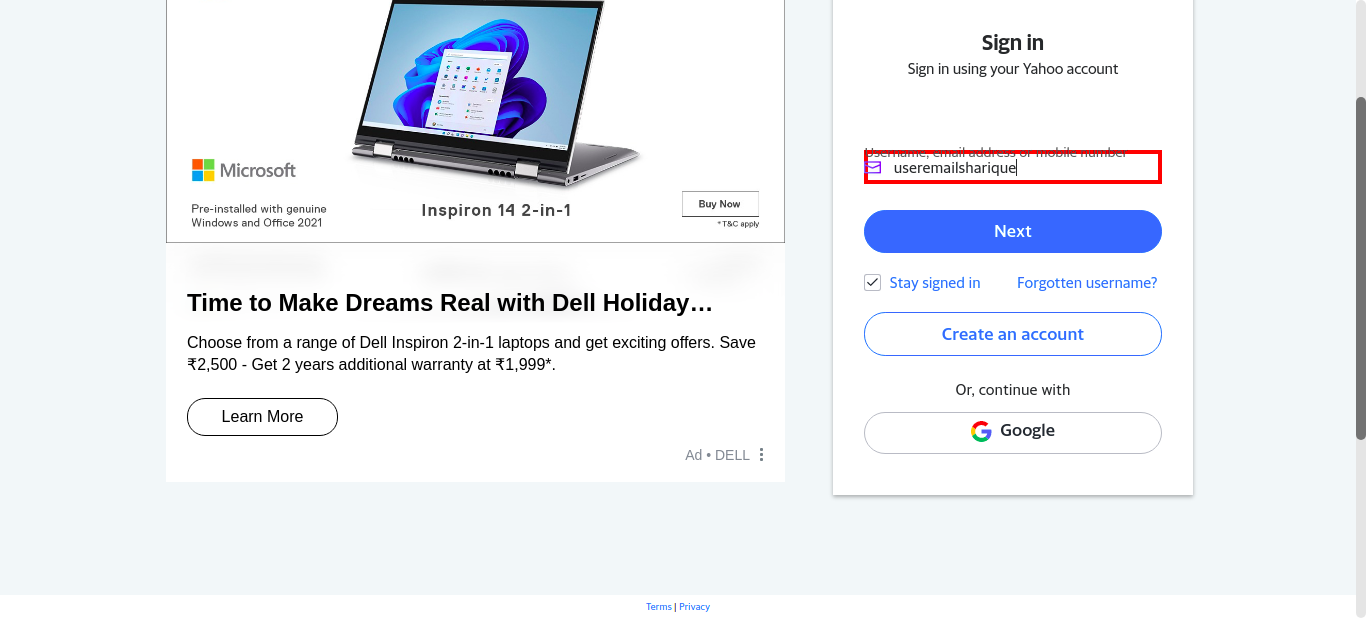 Microsoft
Pre-installed with genuine
Windows and Office 2021
Inspiron 14 2-in-1
Buy Now
*T&C apply
Time to Make Dreams Real with Dell Holiday…
Choose from a range of Dell Inspiron 2-in-1 laptops and get exciting offers. Save
₹2,500 - Get 2 years additional warranty at ₹1,999*.
Learn More
Ad • DELL
Sign in
Sign in using your Yahoo account
Username, email address or mobile number
useremailsharique
Next
Stay signed in
Forgotten username?
Create an account
Or, continue with
Google
Terms | Privacy